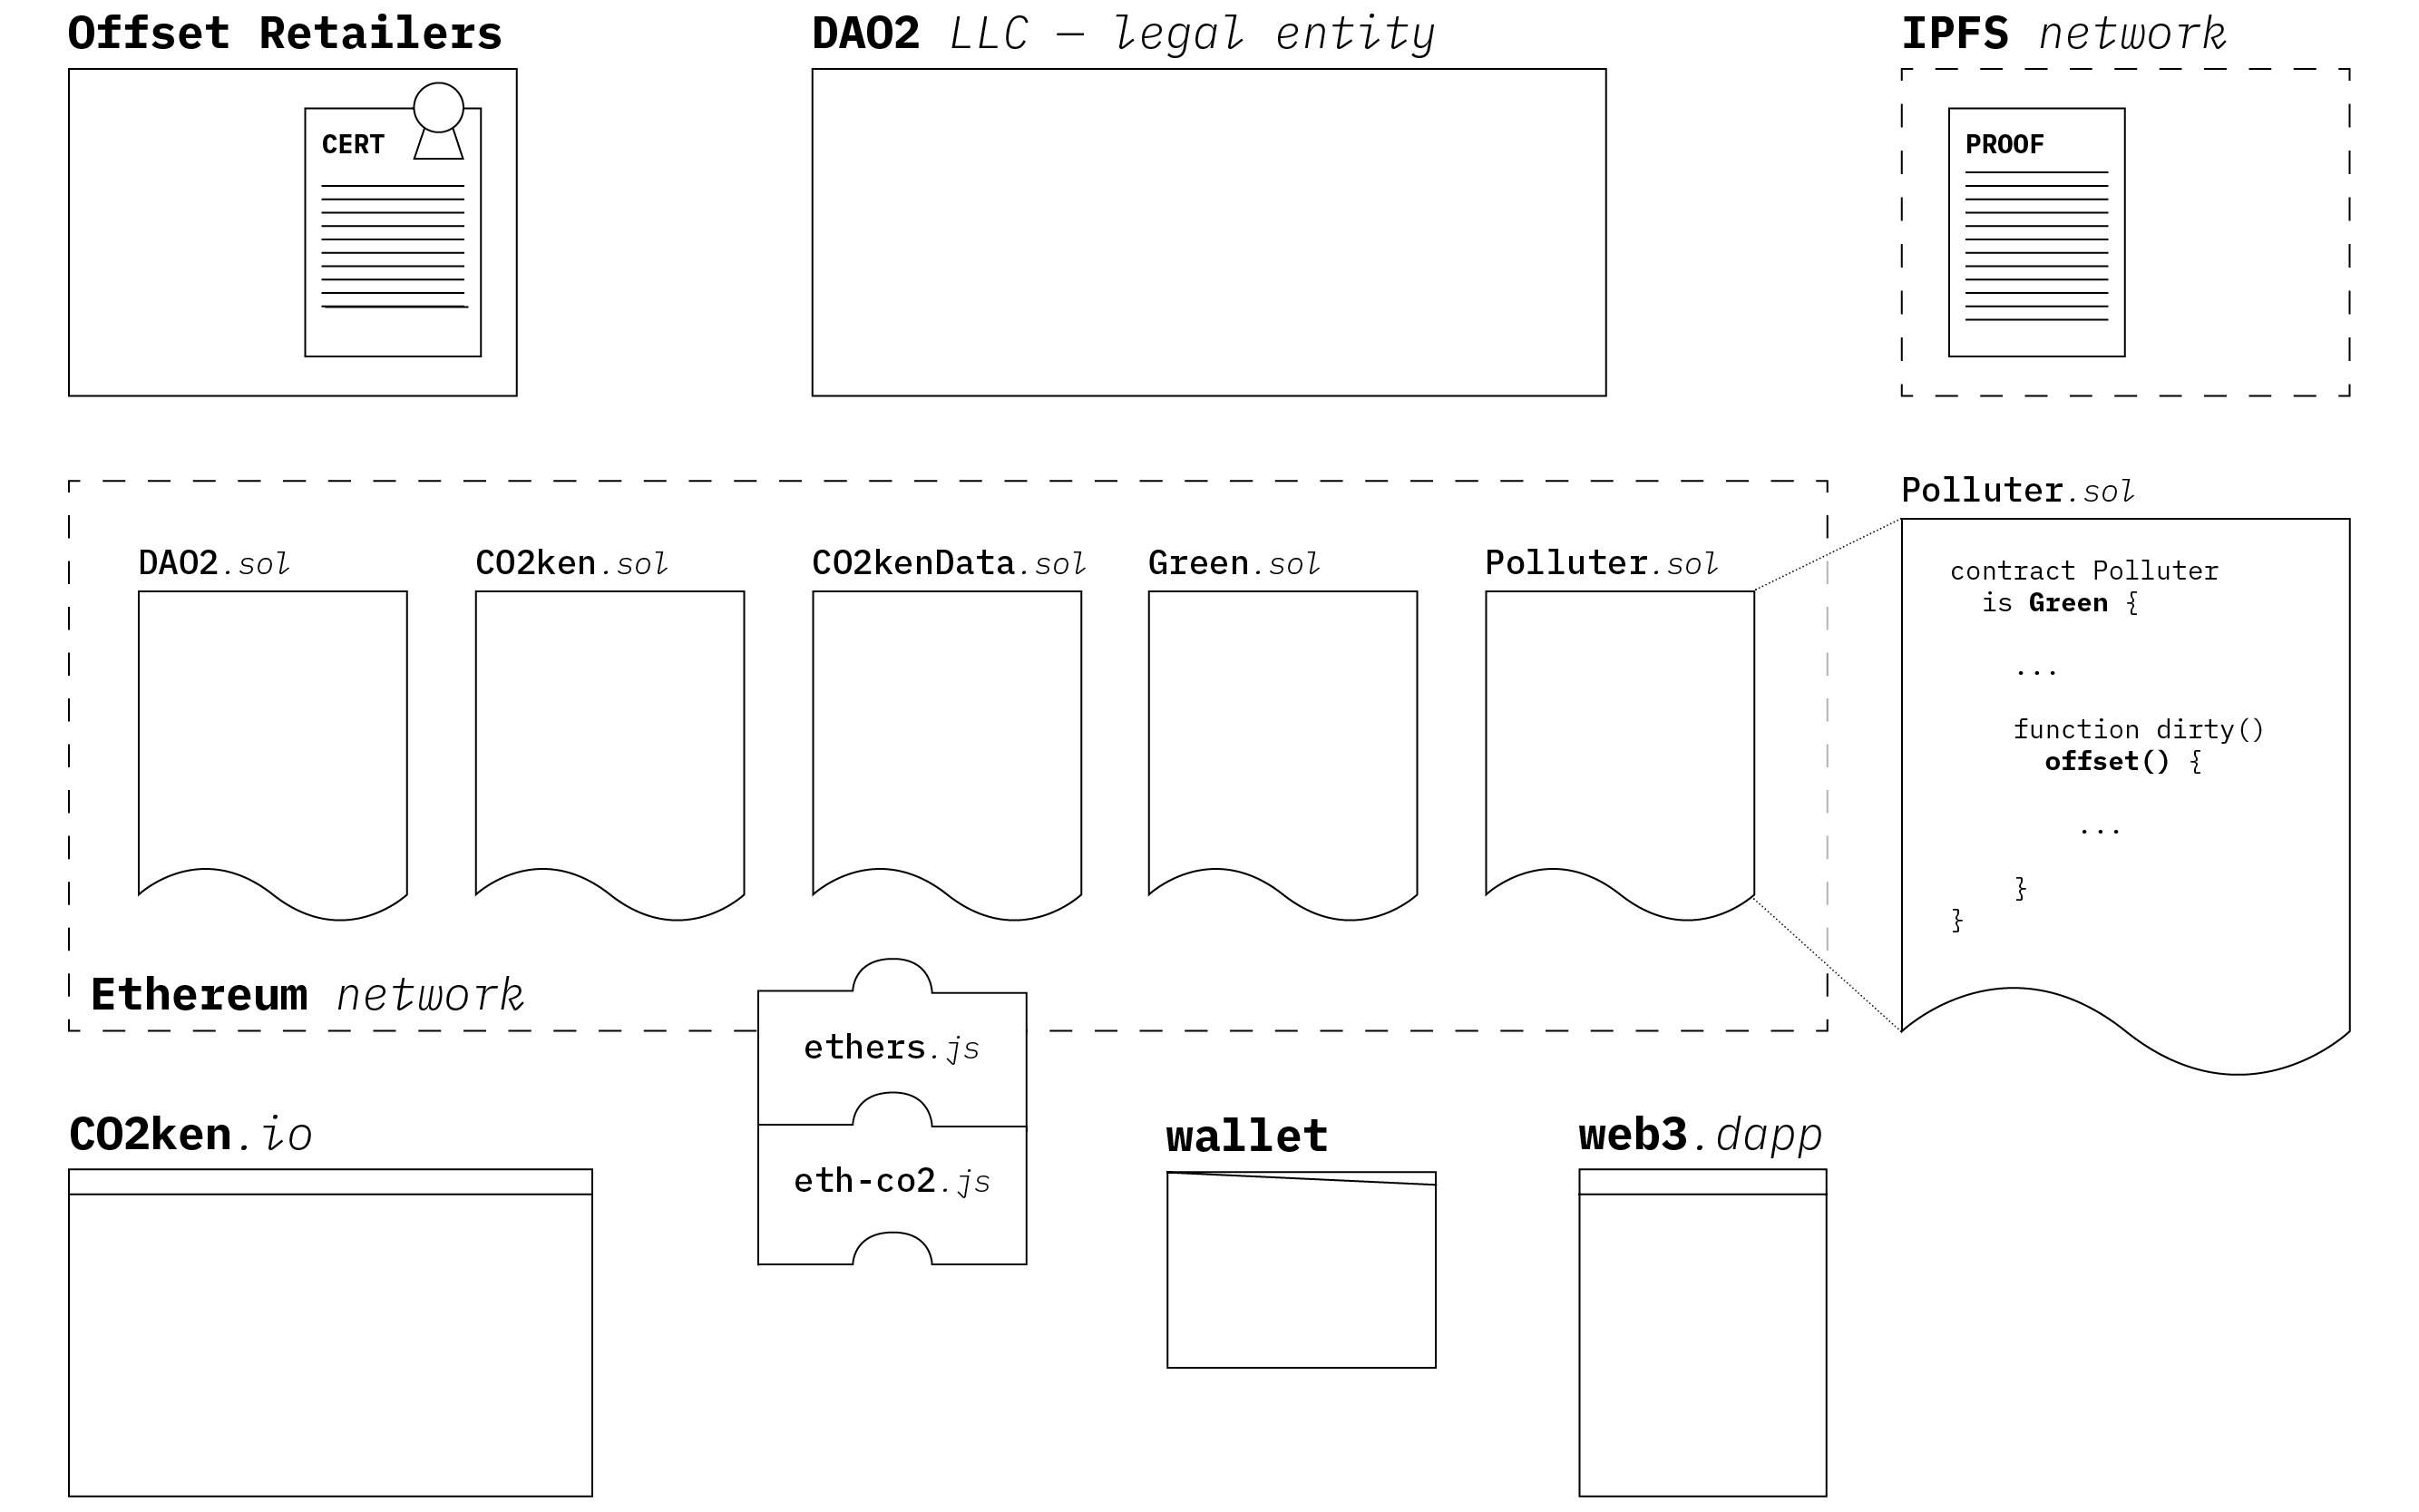 Offset Retailers
DAO2 LLC — legal entity
IPFS network
CERT
PROOF
DAO2.sol
CO2ken.sol
CO2kenData.sol
Green.sol
Polluter.sol
Polluter.sol
contract Polluter
is Green {
...
function dirty()
offset() {
...
}
}
Ethereum network
ethers.js
eth-co2.js
CO2ken.io
wallet
web3.dapp